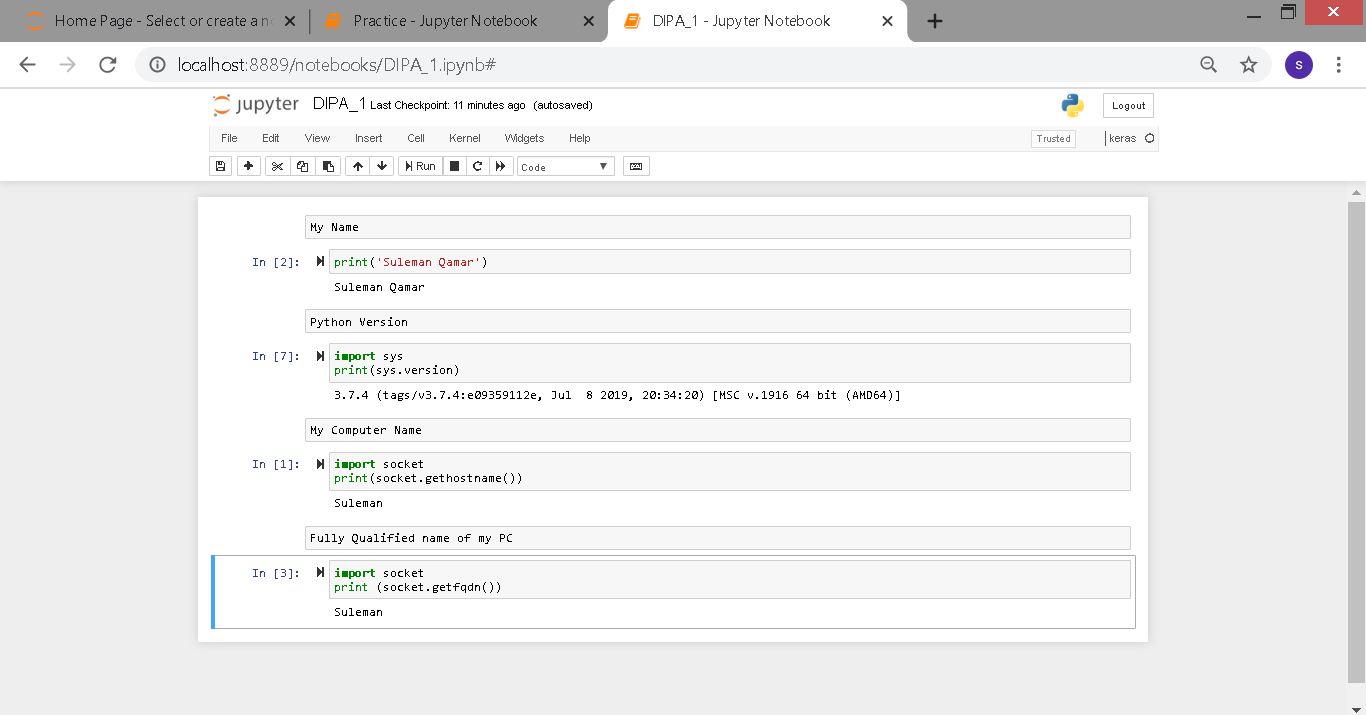 Home Page - Select or create a no
Practice - Jupyter Notebook
DIPA_1 - Jupyter Notebook
localhost:8889/notebooks/DIPA_1.ipynb#
S
jupyter DIPA_1 Last Checkpoint: 11 minutes ago (autosaved)
Logout
File Edit View Insert Cell Kernel Widgets Help
Trusted
keras
Run
Code
My Name
In [2]:
print('Suleman Qamar')
Suleman Qamar
Python Version
In [7]:
import sys
print(sys.version)
3.7.4 (tags/v3.7.4:e09359112e, Jul  8 2019, 20:34:20) [MSC v.1916 64 bit (AMD64)]
My Computer Name
In [1]:
import socket
print(socket.gethostname())
Suleman
Fully Qualified name of my PC
In [3]:
import socket
print (socket.getfqdn())
Suleman